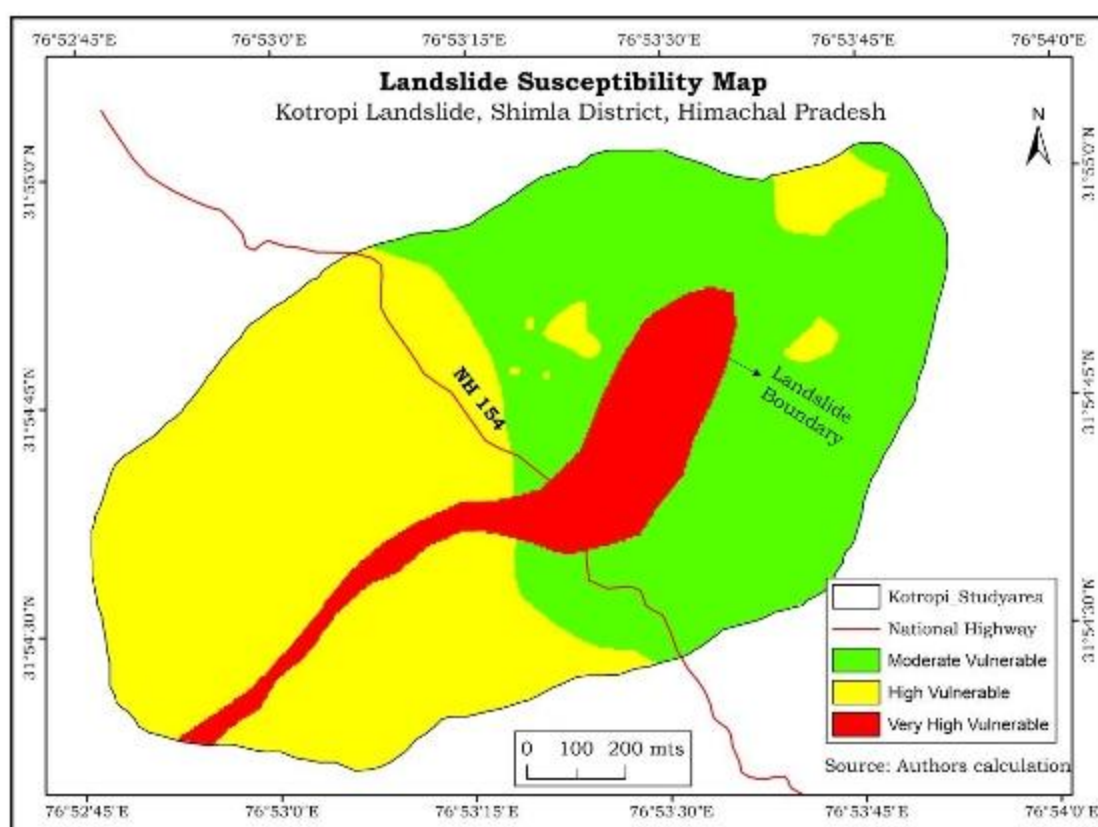 76°52'45"E 76°53'0"E 76°53'15"E 76°53'30"E 76°53'45"E 76°54'0"E
Landslide Susceptibility Map
Kotropi Landslide, Shimla District, Himachal Pradesh
N
31°55'0"N
31°55'0"N
NH 154
Landslide
Boundary
31°54'45"N
31°54'45"N
31°54'30"N
31°54'30"N
Kotropi_Studyarea
National Highway
Moderate Vulnerable
High Vulnerable
Very High Vulnerable
0 100 200 mts
Source: Authors calculation
76°52'45"E 76°53'0"E 76°53'15"E 76°53'30"E 76°53'45"E 76°54'0"E